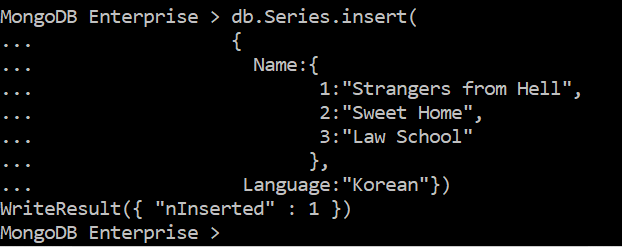 MongoDB Enterprise > db.Series.insert(
... {
... Name:{
... 1:"Strangers from Hell",
... 2:"Sweet Home",
... 3:"Law School"
... },
... Language:"Korean"})
WriteResult({ "nInserted" : 1 })
MongoDB Enterprise >